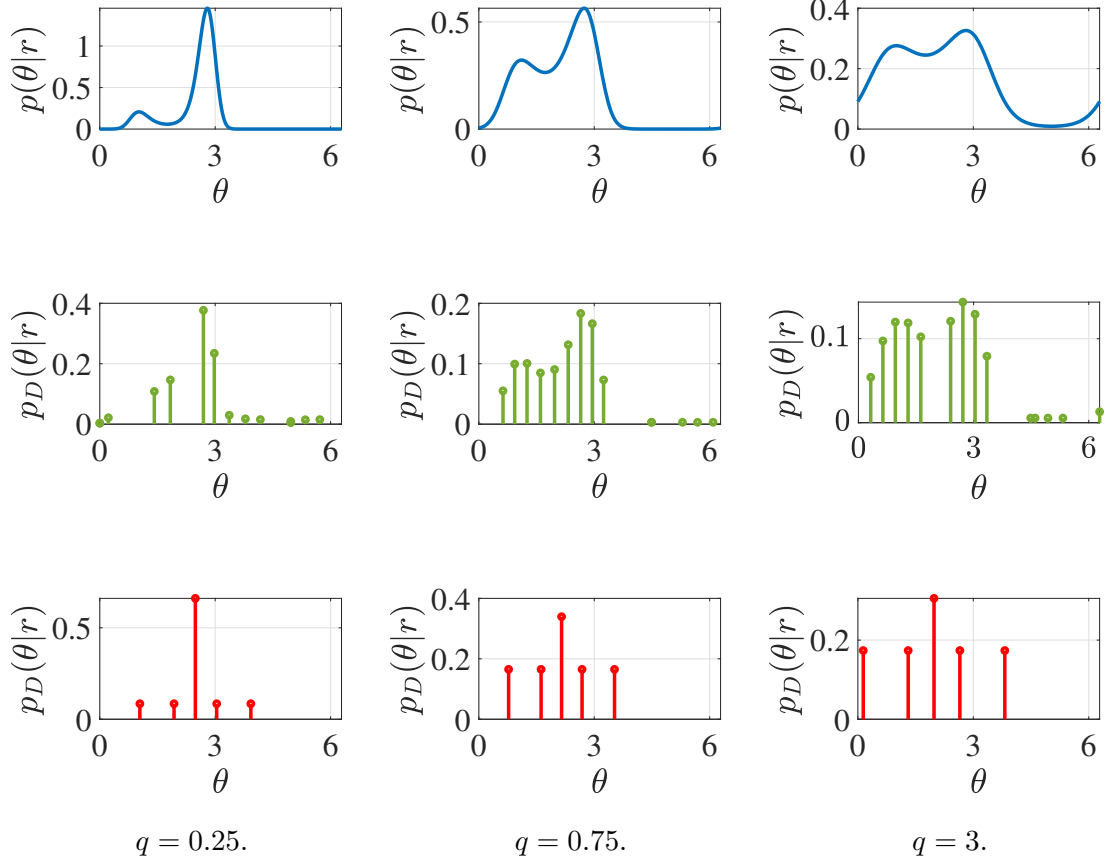 p(θ|r) 1 0.5 0 0 3 6 θ
p(θ|r) 0.5 0 0 3 6 θ
p(θ|r) 0.4 0.2 0 0 3 6 θ
p_D(θ|r) 0.4 0.2 0 0 3 6 θ
p_D(θ|r) 0.2 0.1 0 0 3 6 θ
p_D(θ|r) 0.1 0 0 3 6 θ
p_D(θ|r) 0.5 0 0 3 6 θ
p_D(θ|r) 0.4 0.2 0 0 3 6 θ
p_D(θ|r) 0.2 0 0 3 6 θ
q = 0.25. q = 0.75. q = 3.